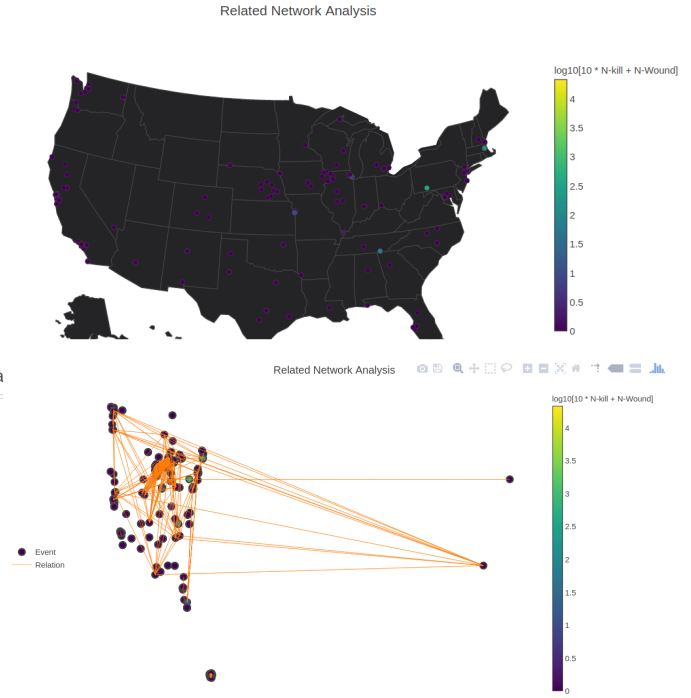 Related Network Analysis
log10[10 * N-kill + N-Wound]
4
3.5
3
2.5
2
1.5
1
0.5
0
a
Related Network Analysis
log10[10 * N-kill + N-Wound]
4
3.5
3
2.5
2
1.5
1
0.5
0
Event
Relation